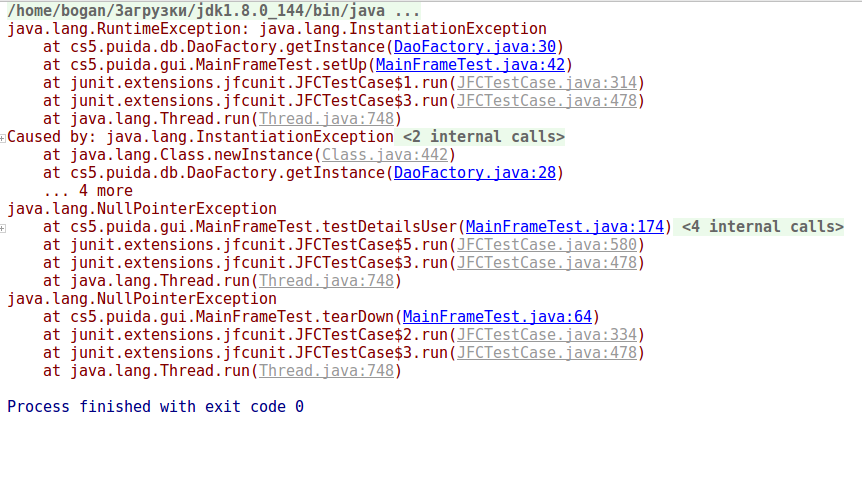 /home/bogan/Загрузки/jdk1.8.0_144/bin/java ...
java.lang.RuntimeException: java.lang.InstantiationException
    at cs5.puida.db.DaoFactory.getInstance(DaoFactory.java:30)
    at cs5.puida.gui.MainFrameTest.setUp(MainFrameTest.java:42)
    at junit.extensions.jfcunit.JFCTestCase$1.run(JFCTestCase.java:314)
    at junit.extensions.jfcunit.JFCTestCase$3.run(JFCTestCase.java:478)
    at java.lang.Thread.run(Thread.java:748)
Caused by: java.lang.InstantiationException <2 internal calls>
    at java.lang.Class.newInstance(Class.java:442)
    at cs5.puida.db.DaoFactory.getInstance(DaoFactory.java:28)
    ... 4 more
java.lang.NullPointerException
    at cs5.puida.gui.MainFrameTest.testDetailsUser(MainFrameTest.java:174) <4 internal calls>
    at junit.extensions.jfcunit.JFCTestCase$5.run(JFCTestCase.java:580)
    at junit.extensions.jfcunit.JFCTestCase$3.run(JFCTestCase.java:478)
    at java.lang.Thread.run(Thread.java:748)
java.lang.NullPointerException
    at cs5.puida.gui.MainFrameTest.tearDown(MainFrameTest.java:64)
    at junit.extensions.jfcunit.JFCTestCase$2.run(JFCTestCase.java:334)
    at junit.extensions.jfcunit.JFCTestCase$3.run(JFCTestCase.java:478)
    at java.lang.Thread.run(Thread.java:748)
Process finished with exit code 0